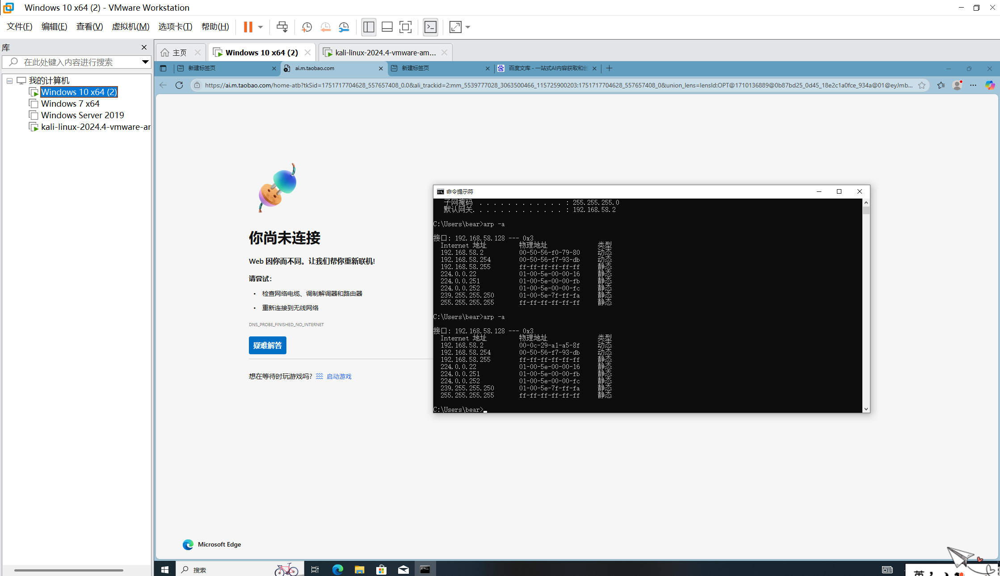 Windows 10 x64 (2) - VMware Workstation
文件(F) 编辑(E) 查看(V) 虚拟机(M) 选项卡(T) 帮助(H)
库
在此处键入内容进行搜索
我的计算机
Windows 10 x64 (2)
Windows 7 x64
Windows Server 2019
kali-linux-2024.4-vmware-ar
主页
Windows 10 x64 (2)
kali-linux-2024.4-vmware-am...
新建标签页
ai.m.taobao.com
新建标签页
百度文库 - 一站式AI内容获取和创
https://ai.m.taobao.com/home-atb?tkSid=1751717704628_557657408_0.0&ali_trackid=2:mm_5539777028_3063500466_115725900203:1751717704628_557657408_0&union_lens=lensId:OPT@1710136889@0b87bd25_0d45_18e2c1a0fce_934a@01@eyJmb...
你尚未连接
Web 因你而不同。让我们帮你重新联机!
请尝试:
• 检查网络电缆、调制解调器和路由器
• 重新连接到无线网络
DNS_PROBE_FINISHED_NO_INTERNET
疑难解答
想在等待时玩游戏吗? 启动游戏
Microsoft Edge
命令提示符
子网掩码 . . . . . . . . . . . . : 255.255.255.0
默认网关. . . . . . . . . . . . . : 192.168.58.2
C:\Users\bear>arp -a
接口: 192.168.58.128 --- 0x3
Internet 地址 物理地址 类型
192.168.58.2 00-50-56-f0-79-80 动态
192.168.58.254 00-50-56-f7-93-db 动态
192.168.58.255 ff-ff-ff-ff-ff-ff 静态
224.0.0.22 01-00-5e-00-00-16 静态
224.0.0.251 01-00-5e-00-00-fb 静态
224.0.0.252 01-00-5e-00-00-fc 静态
239.255.255.250 01-00-5e-7f-ff-fa 静态
255.255.255.255 ff-ff-ff-ff-ff-ff 静态
C:\Users\bear>arp -a
接口: 192.168.58.128 --- 0x3
Internet 地址 物理地址 类型
192.168.58.2 00-0c-29-a1-a5-8f 动态
192.168.58.254 00-50-56-f7-93-db 动态
192.168.58.255 ff-ff-ff-ff-ff-ff 静态
224.0.0.22 01-00-5e-00-00-16 静态
224.0.0.251 01-00-5e-00-00-fb 静态
224.0.0.252 01-00-5e-00-00-fc 静态
239.255.255.250 01-00-5e-7f-ff-fa 静态
255.255.255.255 ff-ff-ff-ff-ff-ff 静态
C:\Users\bear>
搜索